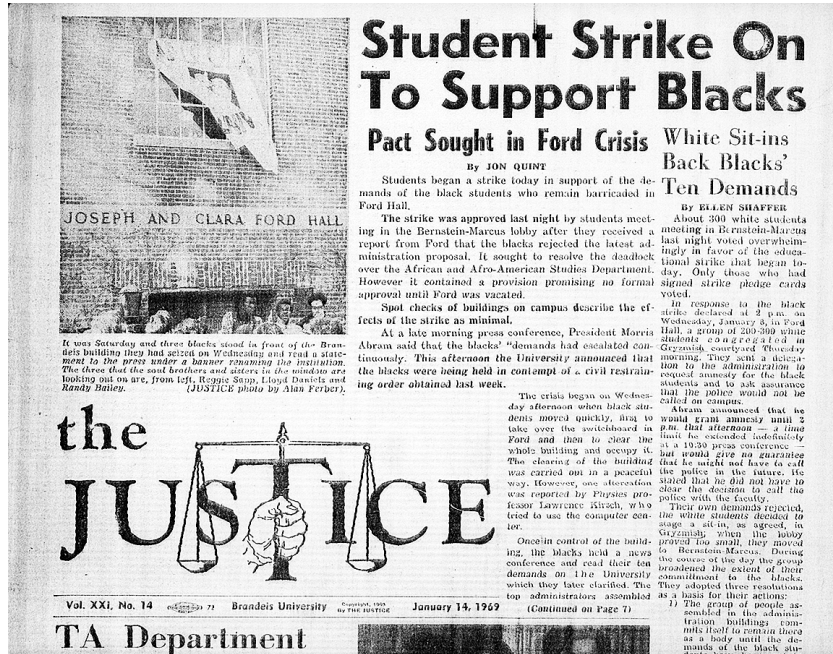 Student Strike On
To Support Blacks
Pact Sought in Ford Crisis
By JON QUINT
Students began a strike today in support of the de-
mands of the black students who remain barricaded in
Ford Hall.
The strike was approved last night by students meet-
ing in the Bernstein-Marcus lobby after they received a
report from Ford that the blacks rejected the latest ad-
ministration proposal. It sought to resolve the deadlock
over the African and Afro-American Studies Department.
However it contained a provision promising no formal
approval until Ford was vacated.
Spot checks of buildings on campus describe the ef-
fects of the strike as minimal.
At a late morning press conference, President Morris
Abram said that the blacks' "demands had escalated con-
tinuously. This afternoon the University announced that
the blacks were being held in contempt of a civil restrain-
ing order obtained last week.
The crisis began on Wednes-
day afternoon when black stu-
dents moved quickly, first to
take over the switchboard in
Ford and then to clear the
whole building and occupy it.
The clearing of the building
was carried out in a peaceful
way. However, one altercation
was reported by Physics pro-
fessor Lawrence Kirsch, who
tried to use the computer cen-
ter.
Once in control of the build-
ing, the blacks held a news
conference and read their ten
demands on the University
which they later clarified. The
top administrators assembled
(Continued on Page 7)
White Sit-ins
Back Blacks'
Ten Demands
By ELLEN SHAFFER
About 300 white students
meeting in Bernstein-Marcus
last night voted overwhelm-
ingly in favor of the educa-
tional strike that began to-
day. Only those who had
signed strike pledge cards
voted.
In response to the black
strike declared at 2 p.m. on
Wednesday, January 8, in Ford
Hall, a group of 200-300 white
students congregated in
Gryzmish courtyard Thursday
morning. They sent a delega-
tion to the administration to
request amnesty for the black
students and to ask assurance
that the police would not be
called on campus.
Abram announced that he
would grant amnesty until 2
p.m. that afternoon — a time
limit he extended indefinitely
at a 10:30 press conference —
but would give no guarantee
that he might not have to call
the police in the future. He
stated that he did not have to
clear the decision to call the
police with the faculty.
Their own demands rejected,
the white students decided to
stage a sit-in, as agreed, in
Gryzmish; when the lobby
proved too small, they moved
to Bernstein-Marcus. During
the course of the day the group
broadened the extent of their
committment to the blacks.
They adopted three resolutions
as a basis for their actions:
1) The group of people as-
sembled in the adminis-
tration buildings com-
mits itself to remain there
as a body until the de-
mands of the black stu-
JOSEPH AND CLARA FORD HALL
It was Saturday and three blacks stood in front of the Bran-
deis building they had seized on Wednesday and read a state-
ment to the press under a banner renaming the institution.
The three that the soul brothers and sisters in the window are
looking out on are, from left, Reggie Sapp, Lloyd Daniels and
Randy Bailey. (JUSTICE photo by Alan Ferber).
the
JUSTICE
Vol. XXI, No. 14 72 Brandeis University Copyright, 1969 By THE JUSTICE January 14, 1969
TA Department